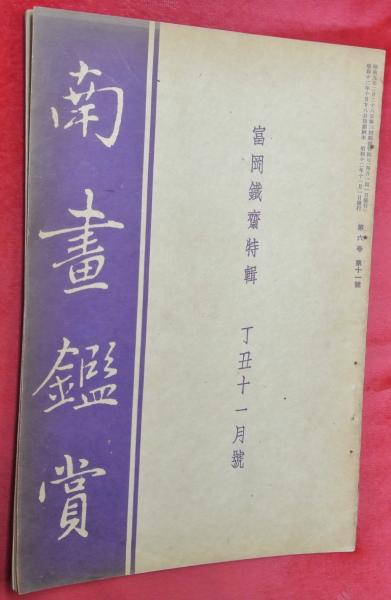 第六巻 第十一號
富岡鐵齋特輯 丁丑十一月號
南畫鑑賞